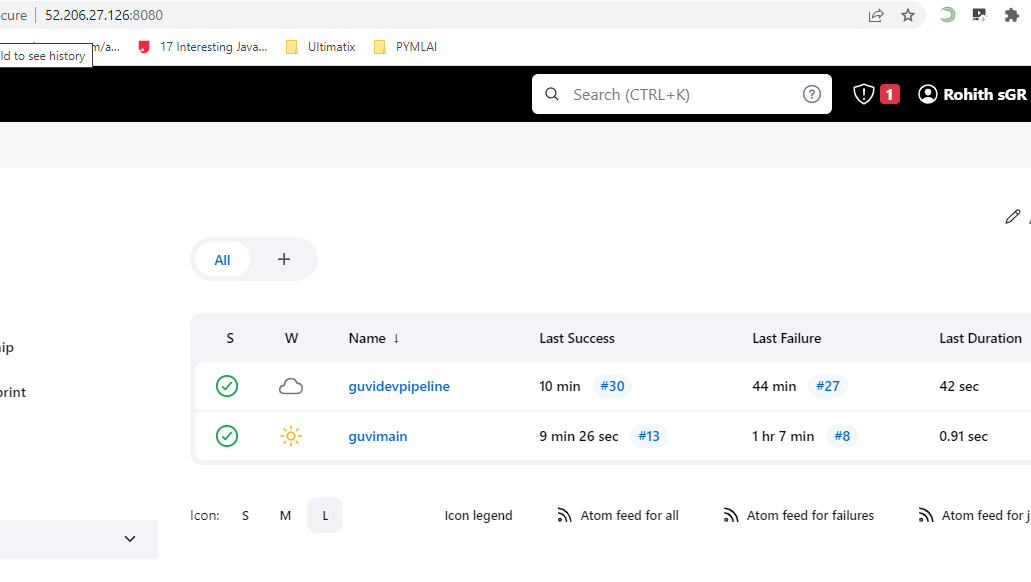 cure 52.206.27.126:8080
m/a... 17 Interesting Java... Ultimatix PYMLAI
ld to see history
Search (CTRL+K) ? 1 Rohith sGR
All +
ip
rint
S W Name ↓ Last Success Last Failure Last Duration
guvidevpipeline 10 min #30 44 min #27 42 sec
guvimain 9 min 26 sec #13 1 hr 7 min #8 0.91 sec
Icon: S M L Icon legend Atom feed for all Atom feed for failures Atom feed for j